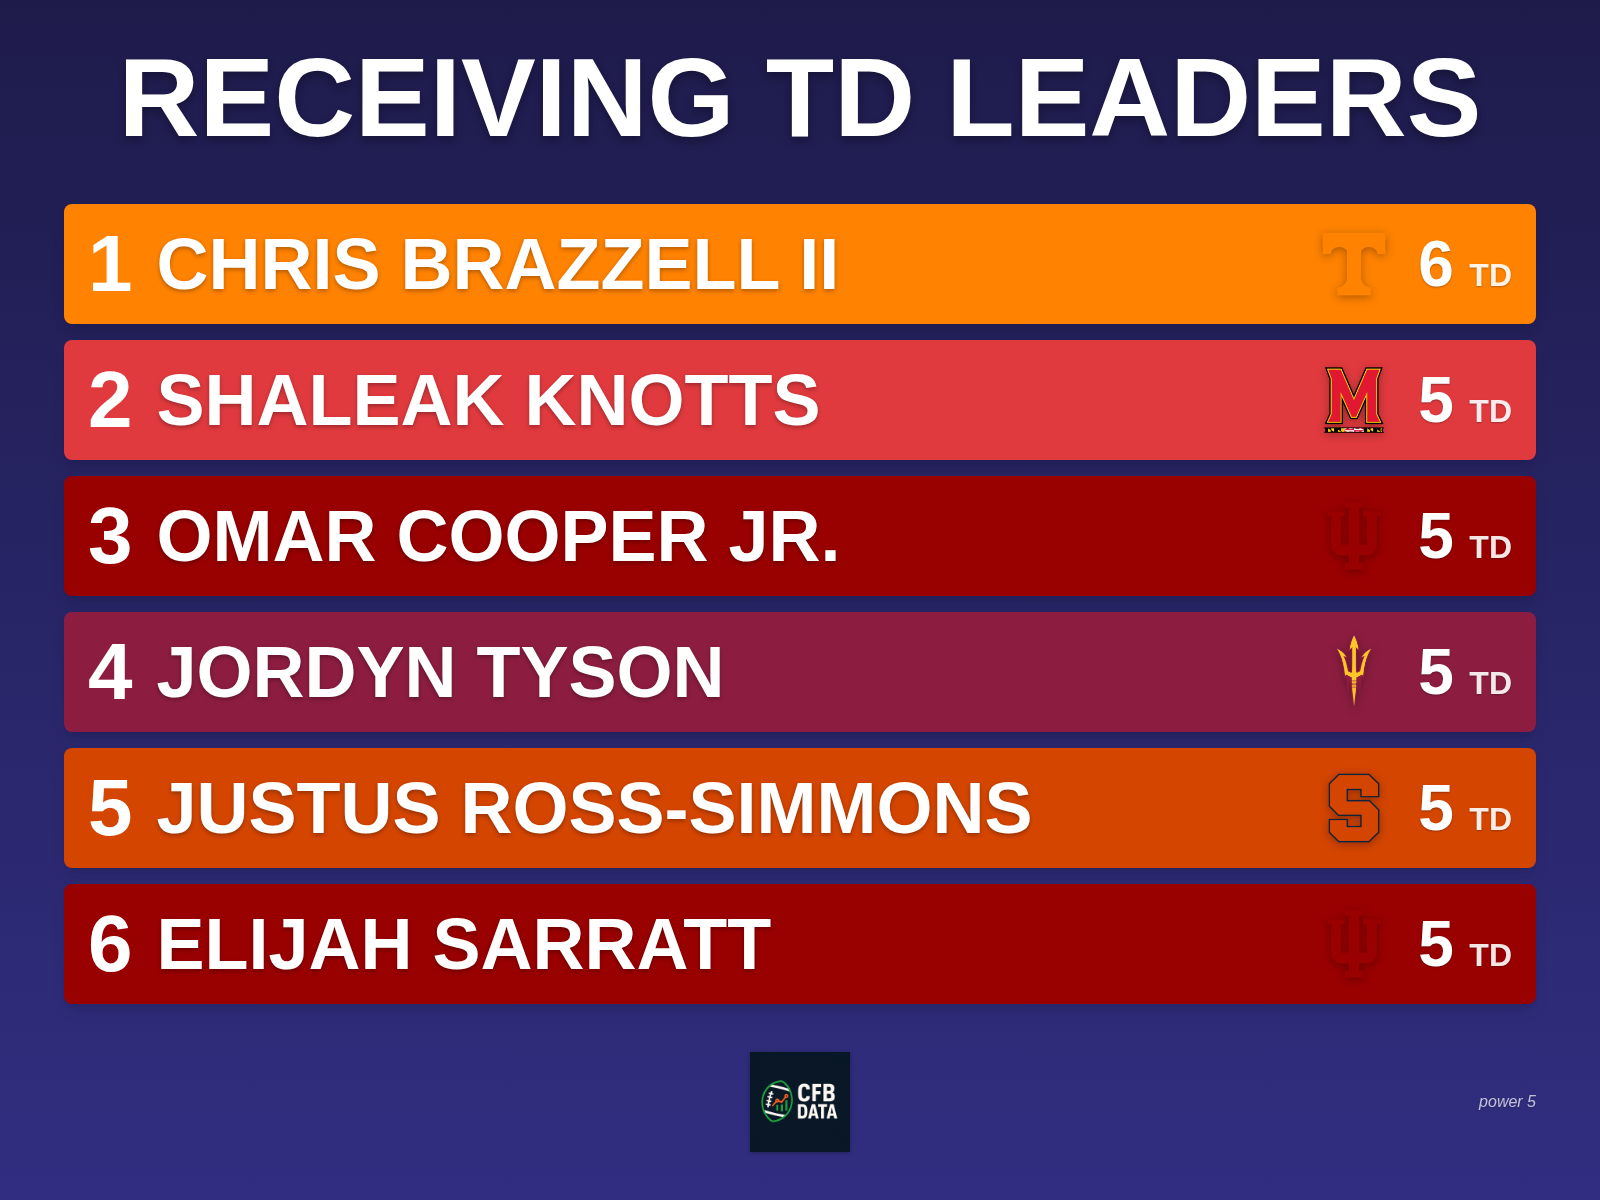 RECEIVING TD LEADERS
1 CHRIS BRAZZELL II T 6 TD
2 SHALEAK KNOTTS M 5 TD
3 OMAR COOPER JR. 5 TD
4 JORDYN TYSON 5 TD
5 JUSTUS ROSS-SIMMONS S 5 TD
6 ELIJAH SARRATT 5 TD
CFB
DATA
power 5